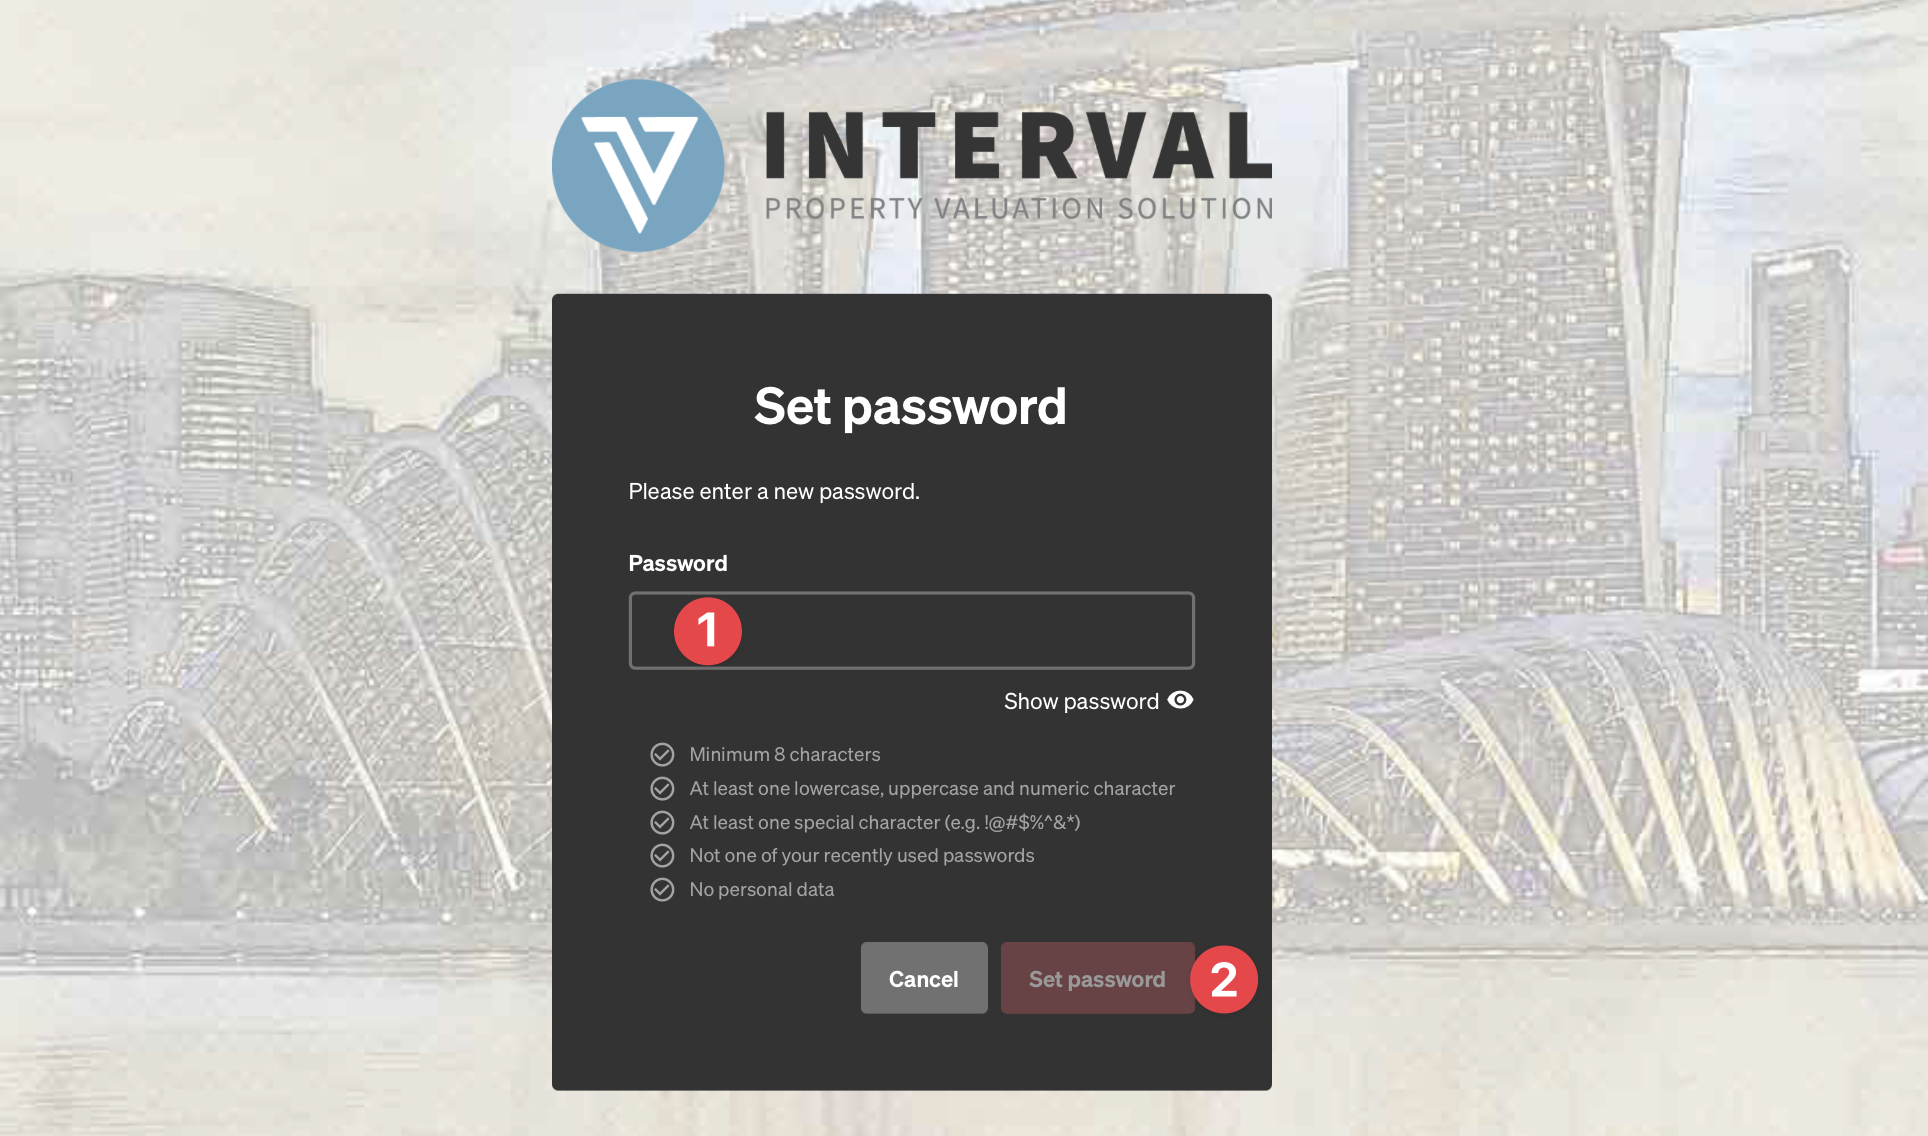 INTERVAL
PROPERTY VALUATION SOLUTION
Set password
Please enter a new password.
Password
1
Show password
Minimum 8 characters
At least one lowercase, uppercase and numeric character
At least one special character (e.g. !@#$%^&*)
Not one of your recently used passwords
No personal data
Cancel
Set password
2